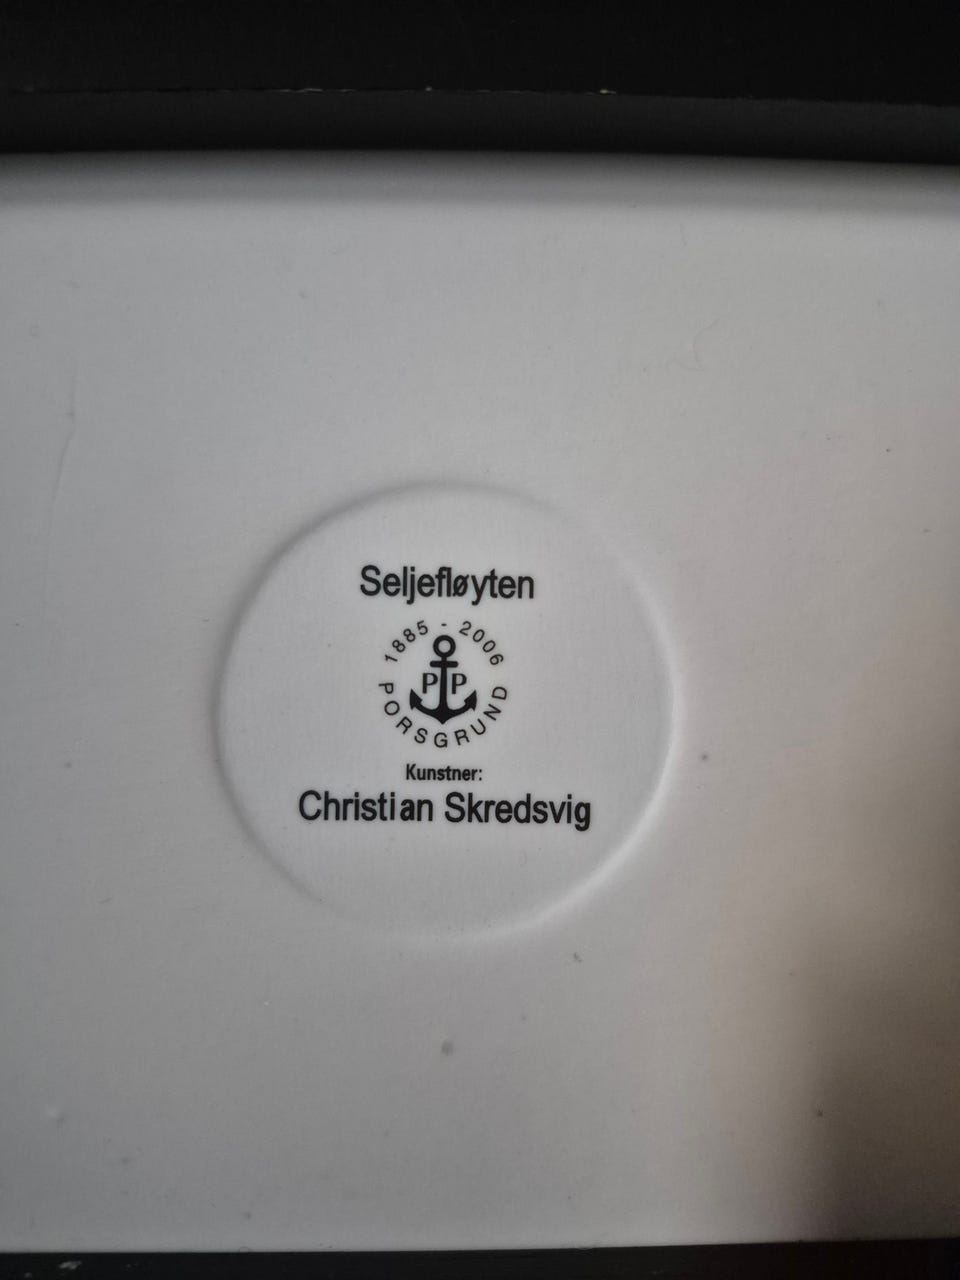 Seljefløyten
1885 - 2006
P P
PORSGRUND
Kunstner:
Christian Skredsvig